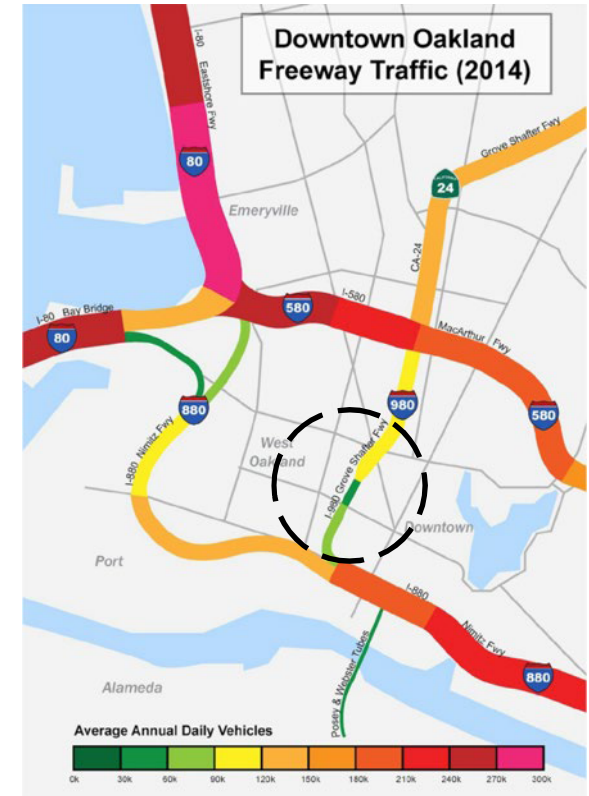 Downtown Oakland
Freeway Traffic (2014)
I-80
Eastshore Fwy
80
Grove Shafter Fwy
CALIFORNIA
24
Emeryville
CA-24
I-80 Bay Bridge
80
580
I-580
MacArthur Fwy
880
980
580
I-880 Nimitz Fwy
West
Oakland
I-980 Grove Shafter Fwy
Downtown
Port
I-880
Nimitz Fwy
880
Posey & Webster Tubes
Alameda
Average Annual Daily Vehicles
0k 30k 60k 90k 120k 150k 180k 210k 240k 270k 300k